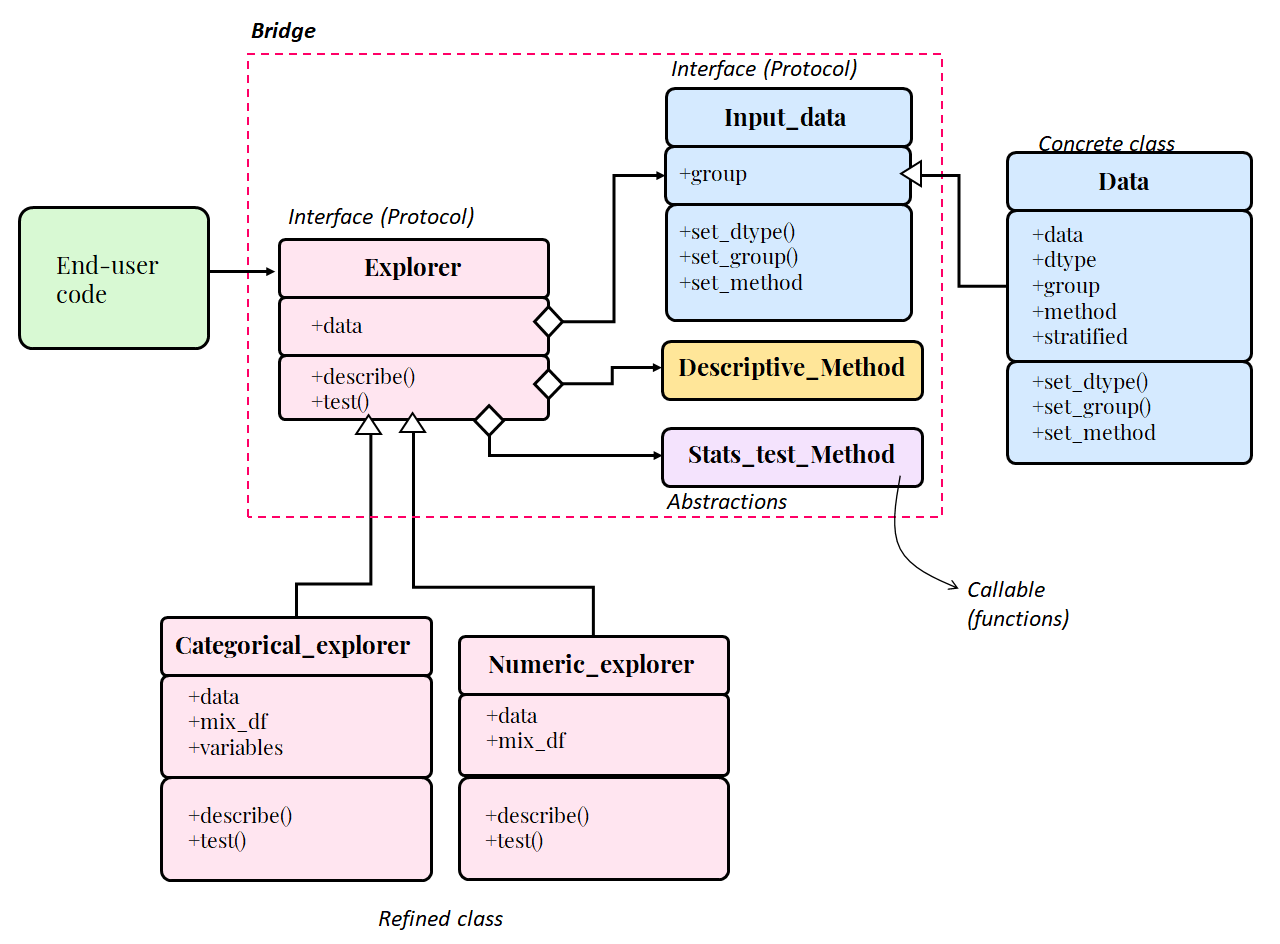 Bridge
Interface (Protocol)
Input_data
+group
+set_dtype()
+set_group()
+set_method
Concrete class
Data
+data
+dtype
+group
+method
+stratified
+set_dtype()
+set_group()
+set_method
Interface (Protocol)
Explorer
+data
+describe()
+test()
End-user
code
Descriptive_Method
Stats_test_Method
Abstractions
Callable
(functions)
Categorical_explorer
+data
+mix_df
+variables
+describe()
+test()
Numeric_explorer
+data
+mix_df
+describe()
+test()
Refined class